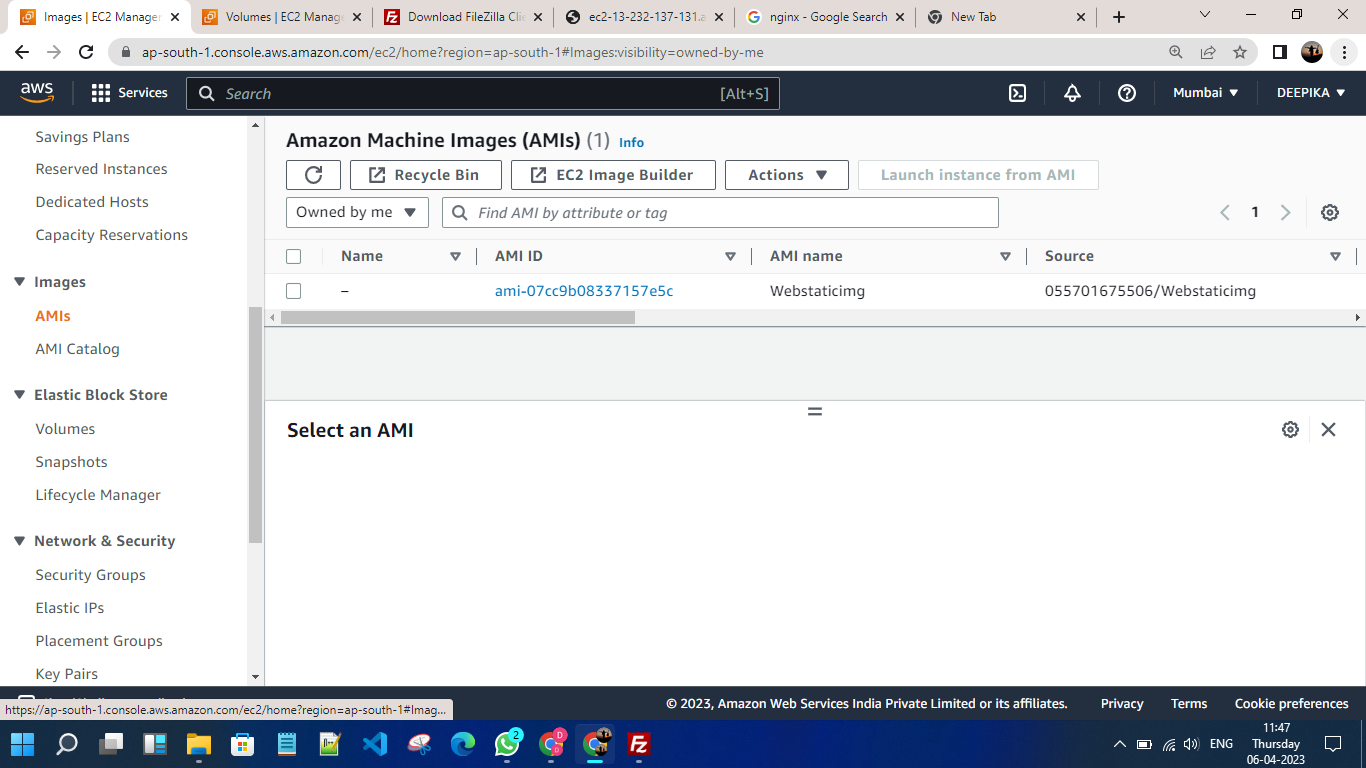 Images | EC2 Manager
Volumes | EC2 Manage
Download FileZilla Clie
ec2-13-232-137-131.a
nginx - Google Search
New Tab
ap-south-1.console.aws.amazon.com/ec2/home?region=ap-south-1#Images:visibility=owned-by-me
aws
Services
Search
[Alt+S]
Mumbai
DEEPIKA
Savings Plans
Reserved Instances
Dedicated Hosts
Capacity Reservations
Images
AMIs
AMI Catalog
Elastic Block Store
Volumes
Snapshots
Lifecycle Manager
Network & Security
Security Groups
Elastic IPs
Placement Groups
Key Pairs
Amazon Machine Images (AMIs) (1) Info
Recycle Bin
EC2 Image Builder
Actions
Launch instance from AMI
Owned by me
Find AMI by attribute or tag
1
Name AMI ID AMI name Source
– ami-07cc9b08337157e5c Webstaticimg 055701675506/Webstaticimg
Select an AMI
https://ap-south-1.console.aws.amazon.com/ec2/home?region=ap-south-1#Imag...
© 2023, Amazon Web Services India Private Limited or its affiliates. Privacy Terms Cookie preferences
2
D
D
Fz
ENG
11:47
Thursday
06-04-2023